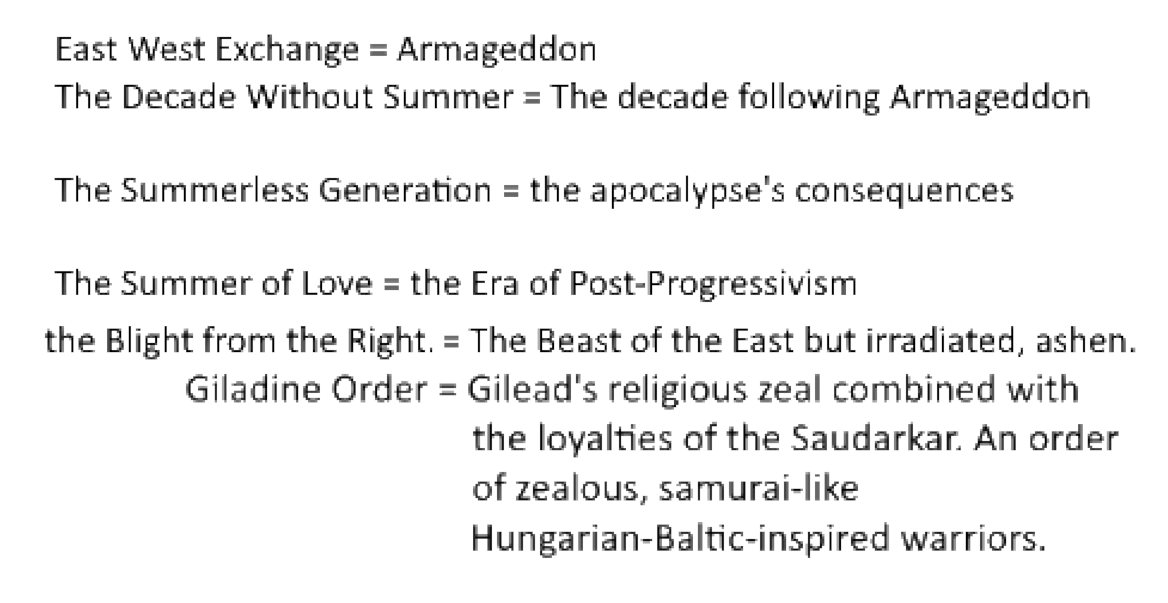 East West Exchange = Armageddon
The Decade Without Summer = The decade following Armageddon
The Summerless Generation = the apocalypse's consequences
The Summer of Love = the Era of Post-Progressivism
the Blight from the Right. = The Beast of the East but irradiated, ashen.
Giladine Order = Gilead's religious zeal combined with
the loyalties of the Saudarkar. An order
of zealous, samurai-like
Hungarian-Baltic-inspired warriors.